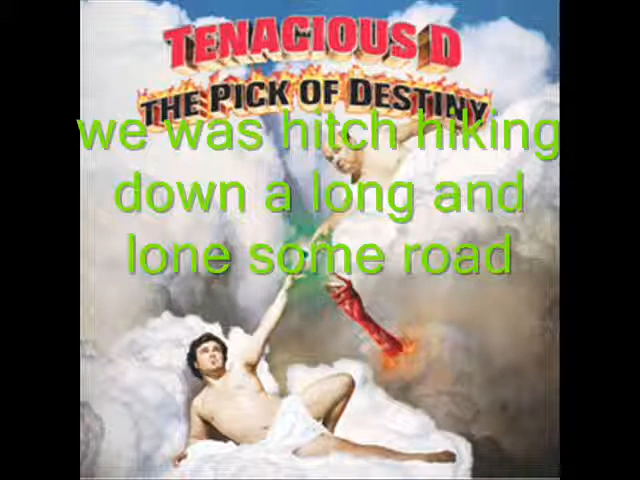 TENACIOUS D
THE PICK OF DESTINY
we was hitch hiking
down a long and
lone some road